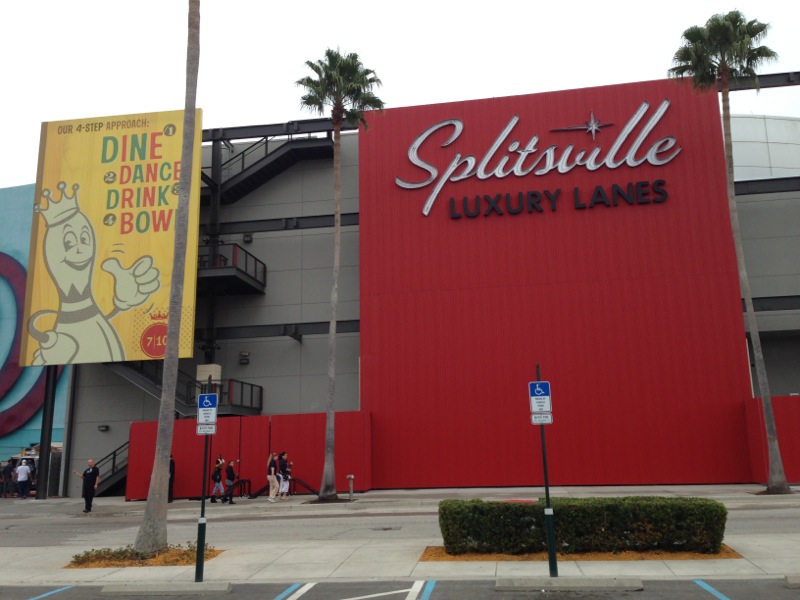 OUR 4-STEP APPROACH:
DINE 1
2 DANCE
DRINK 3
4 BOWL
7|10
Splitsville
LUXURY LANES